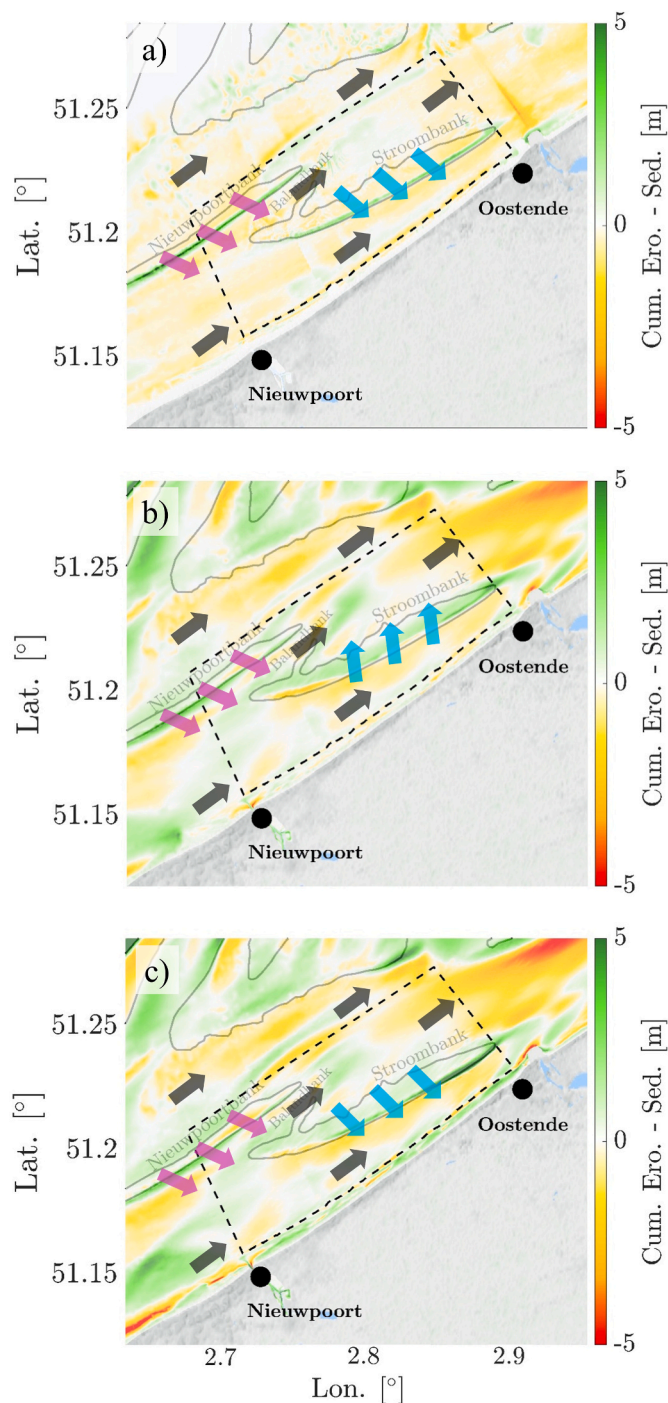 a)
5
51.25
51.2
51.15
Lat. [°]
Nieuwpoortbank
Stroombank
Oostende
Nieuwpoort
0
-5
Cum. Ero. - Sed. [m]
b)
5
51.25
51.2
51.15
Lat. [°]
Nieuwpoortbank
Stroombank
Oostende
Nieuwpoort
0
-5
Cum. Ero. - Sed. [m]
c)
5
51.25
51.2
51.15
Lat. [°]
Nieuwpoortbank
Stroombank
Oostende
Nieuwpoort
0
-5
Cum. Ero. - Sed. [m]
2.7
2.8
2.9
Lon. [°]